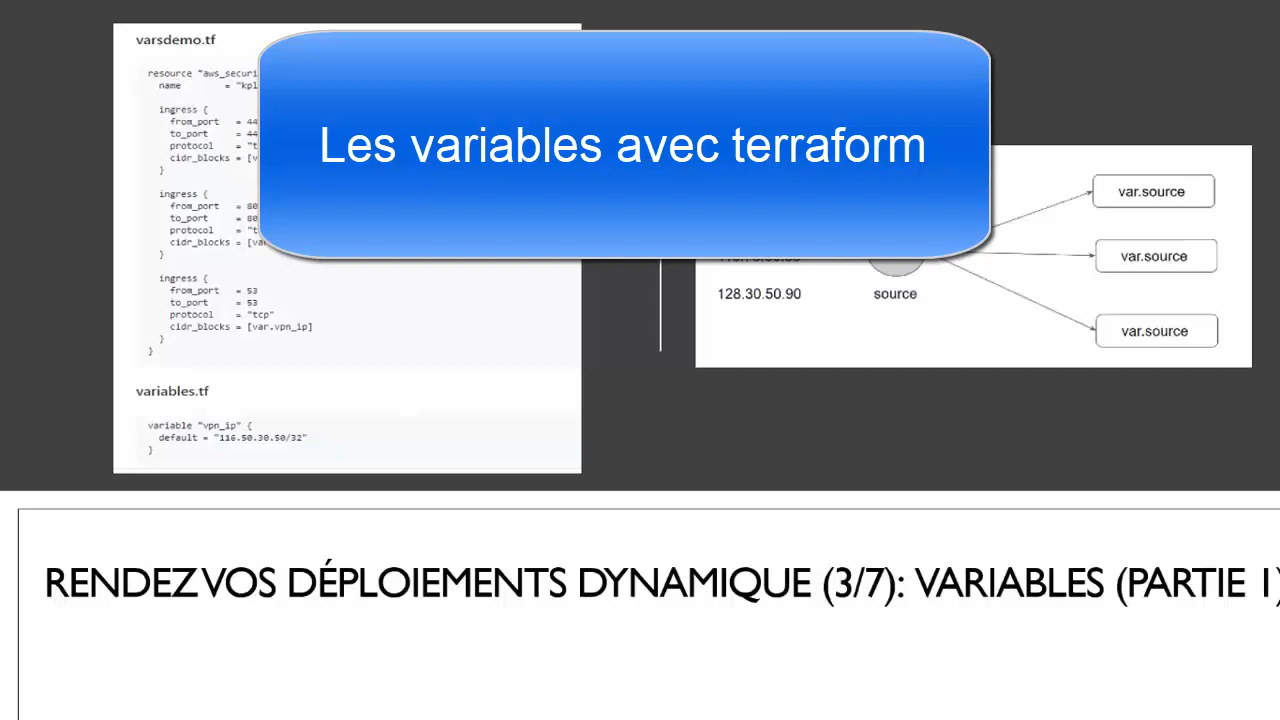 varsdemo.tf
resource "aws_securi
name = "kpl
ingress {
from_port = 44
to_port = 44
protocol = "t
cidr_blocks = [v
}
ingress {
from_port = 80
to_port = 80
protocol = "t
cidr_blocks = [va
}
ingress {
from_port = 53
to_port = 53
protocol = "tcp"
cidr_blocks = [var.vpn_ip]
}
}
variables.tf
variable "vpn_ip" {
default = "116.50.30.50/32"
}
Les variables avec terraform
128.30.50.90
source
var.source
var.source
var.source
RENDEZ VOS DÉPLOIEMENTS DYNAMIQUE (3/7): VARIABLES (PARTIE 1)